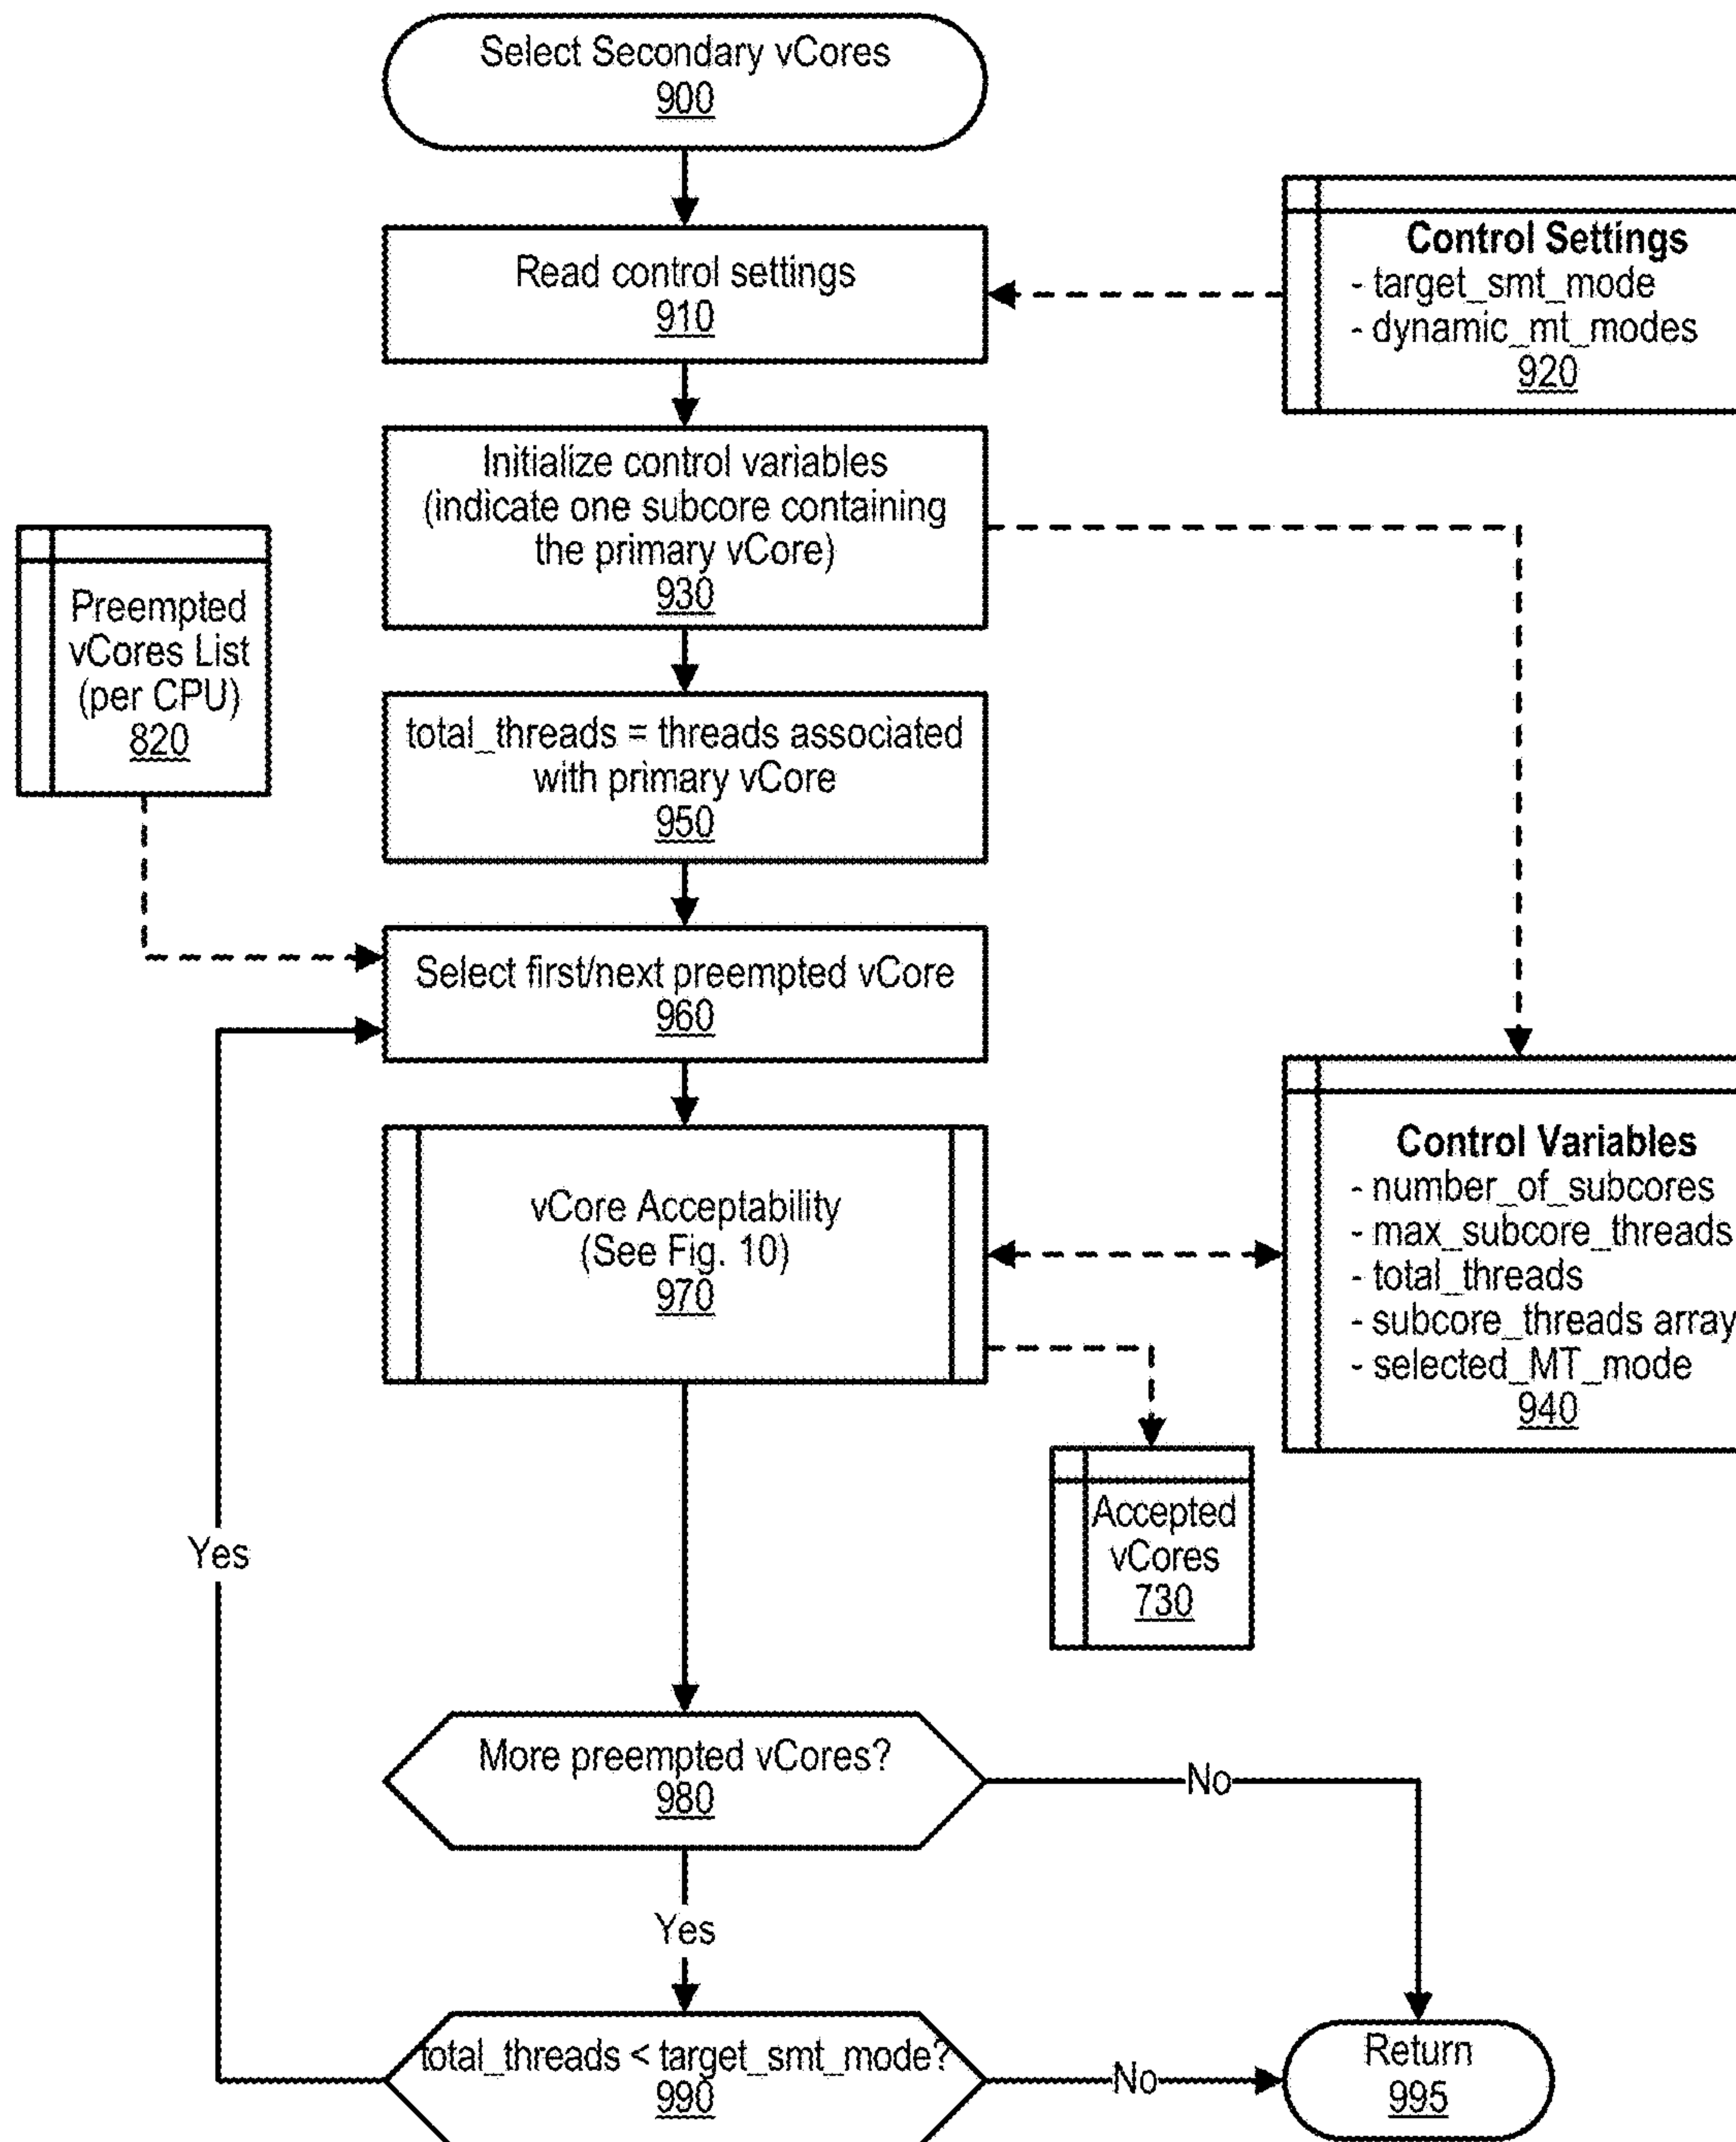 Select Secondary vCores
900
Read control settings
910
Control Settings
- target_smt_mode
- dynamic_mt_modes
920
Initialize control variables
(indicate one subcore containing
the primary vCore)
930
Preempted
vCores List
(per CPU)
820
total_threads = threads associated
with primary vCore
950
Select first/next preempted vCore
960
vCore Acceptability
(See Fig. 10)
970
Control Variables
- number_of_subcores
- max_subcore_threads
- total_threads
- subcore_threads array
- selected_MT_mode
940
Accepted
vCores
730
Yes
More preempted vCores?
980
No
Yes
total_threads < target_smt_mode?
990
No
Return
995